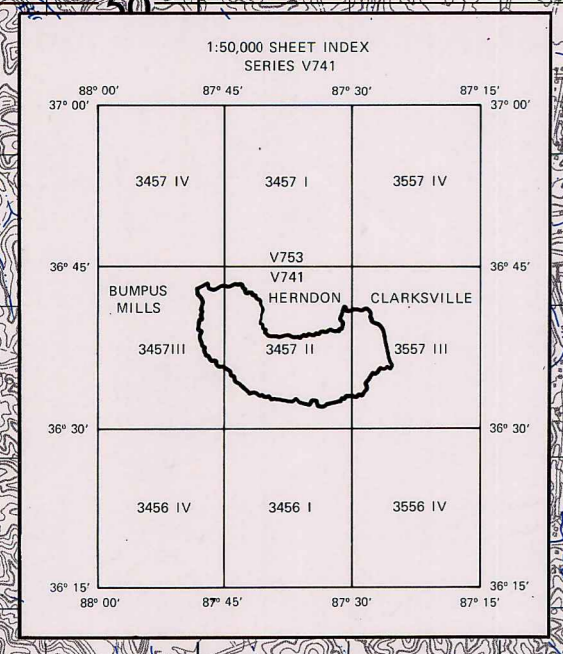 50
1:50,000 SHEET INDEX
SERIES V741
88° 00' 87° 45' 87° 30' 87° 15'
37° 00' 37° 00'
3457 IV 3457 I 3557 IV
V753
36° 45' 36° 45'
V741
BUMPUS MILLS HERNDON CLARKSVILLE
3457III 3457 II 3557 III
36° 30' 36° 30'
3456 IV 3456 I 3556 IV
36° 15' 36° 15'
88° 00' 87° 45' 87° 30' 87° 15'